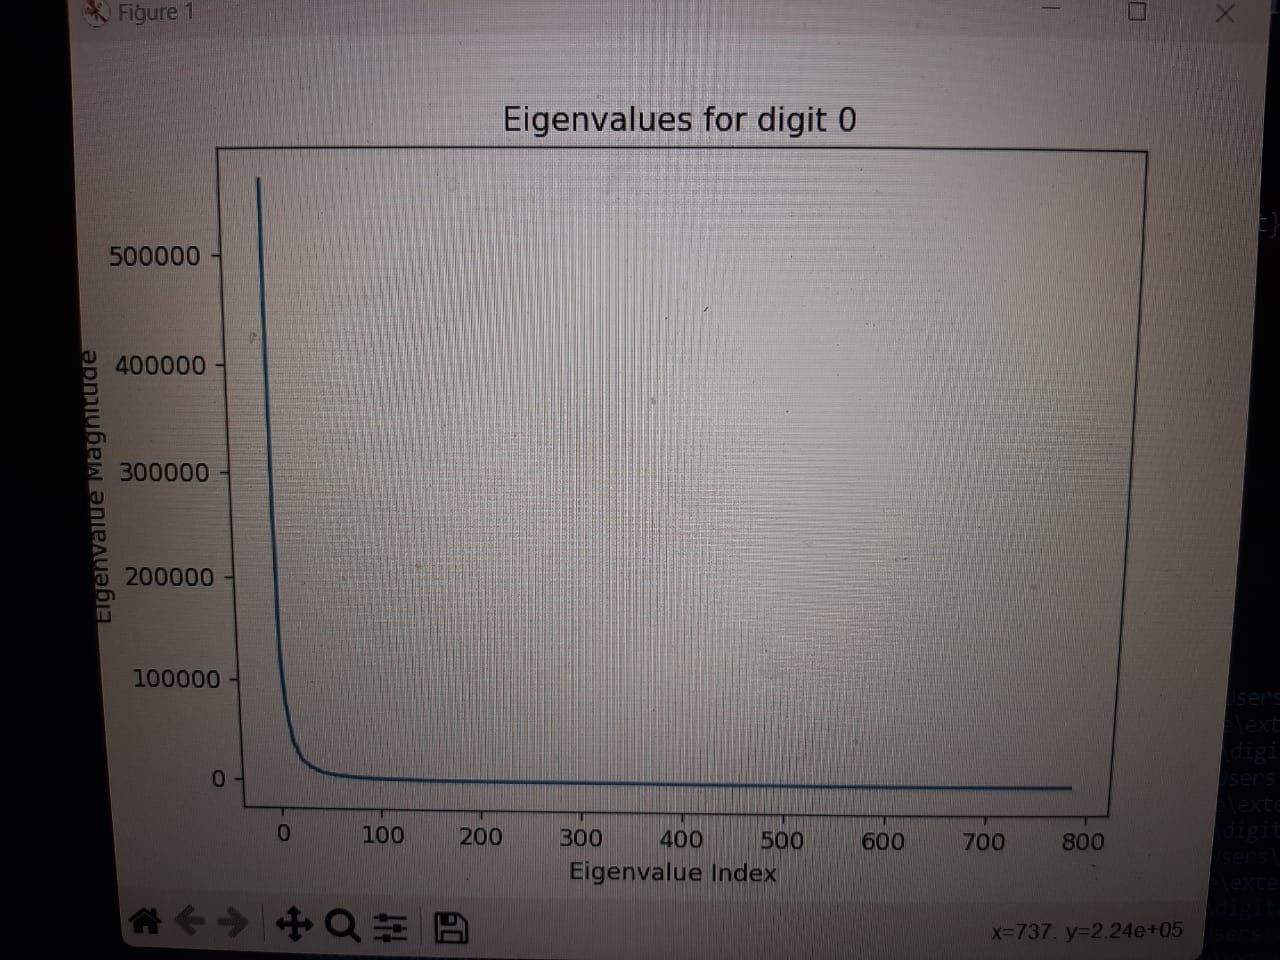 Figure 1
Eigenvalues for digit 0
500000
400000
300000
200000
100000
0
Eigenvalue Magnitude
0 100 200 300 400 500 600 700 800
Eigenvalue Index
x=737. y=2.24e+05